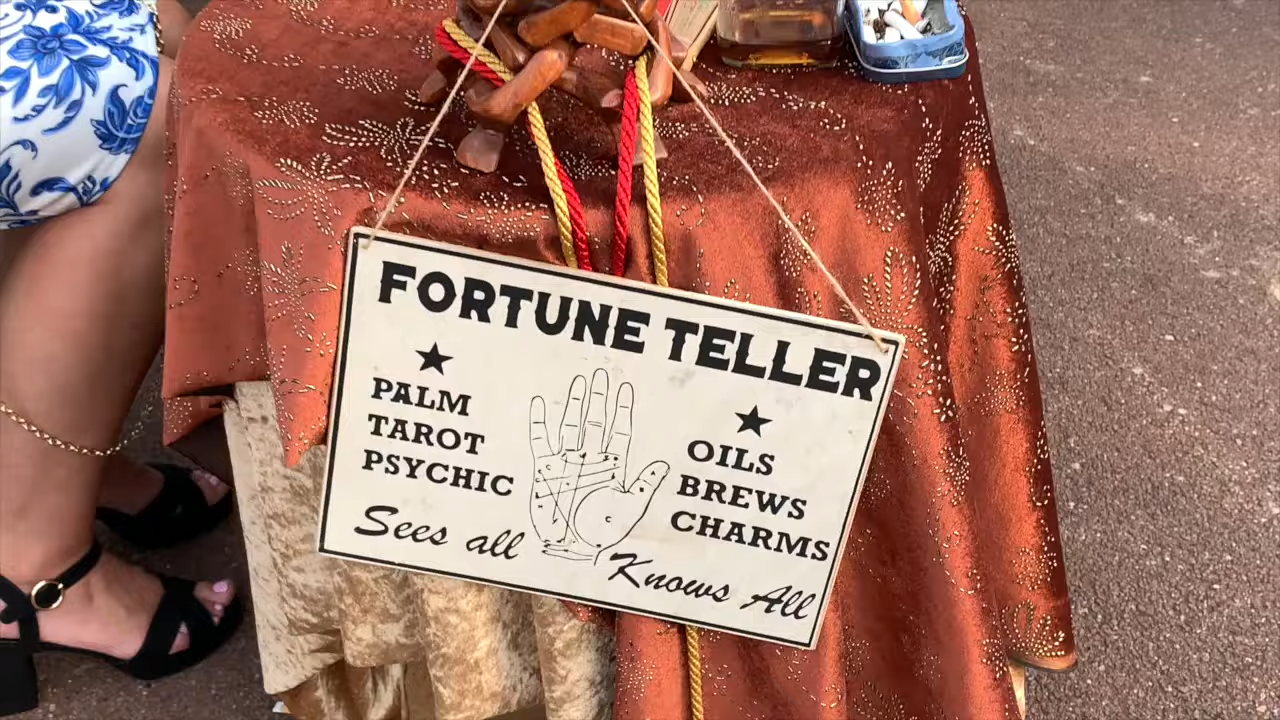 FORTUNE TELLER
PALM
TAROT
PSYCHIC
OILS
BREWS
CHARMS
Sees all
Knows All